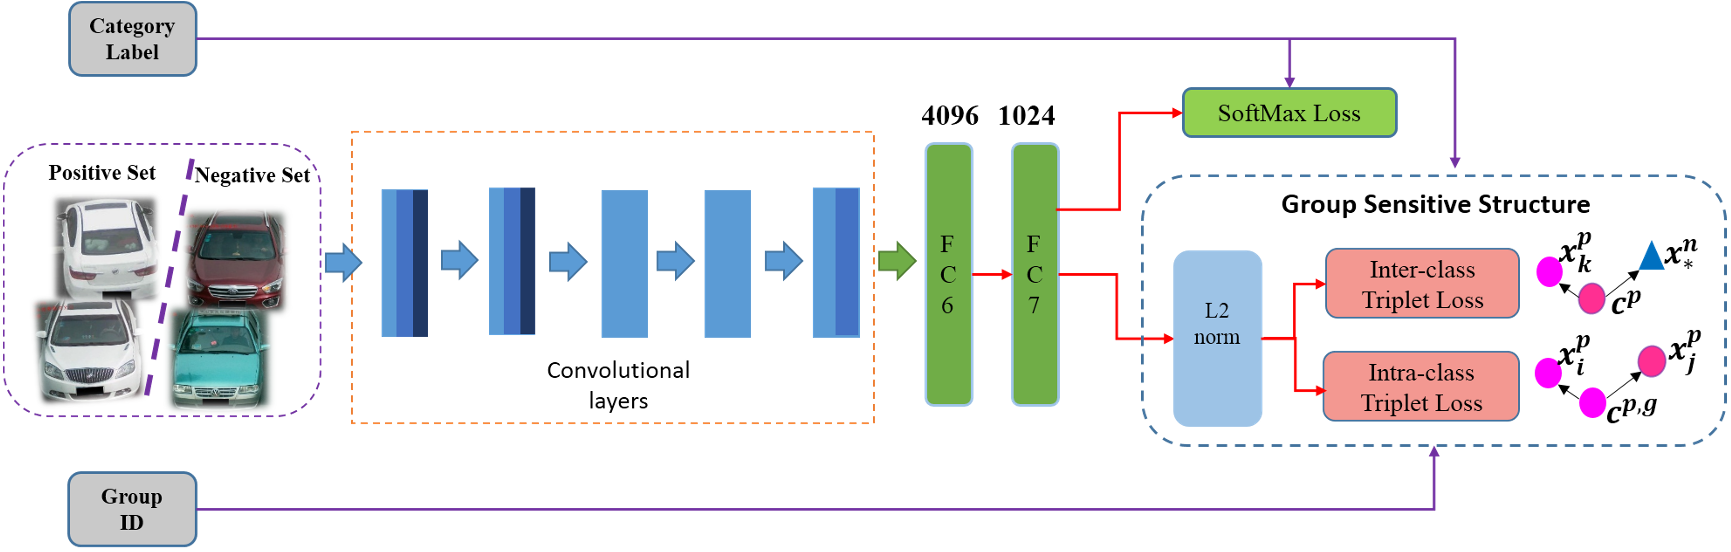 Category
Label
4096 1024
SoftMax Loss
Positive Set
Negative Set
Group Sensitive Structure
F
C
6
F
C
7
L2
norm
Inter-class
Triplet Loss
x_k^p
x_*^n
c^p
Intra-class
Triplet Loss
x_i^p
x_j^p
c^{p,g}
Convolutional
layers
Group
ID